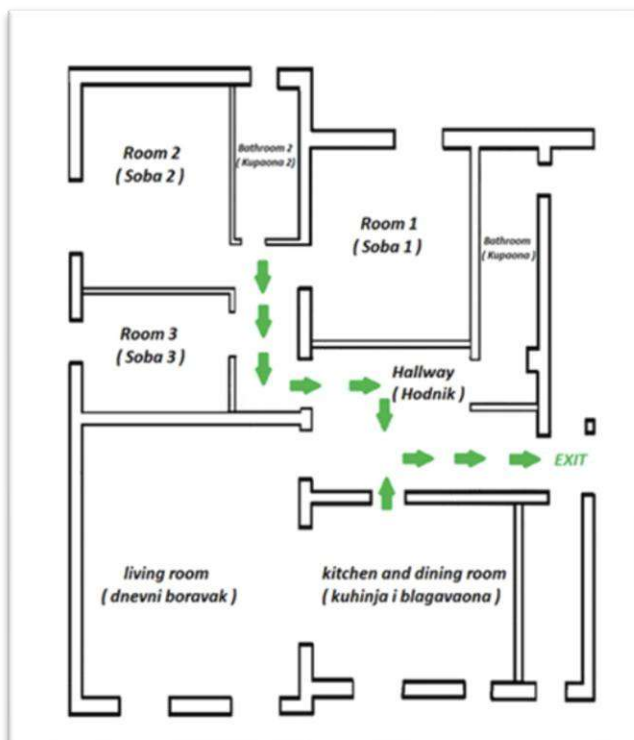 Room 2
( Soba 2 )
Bathroom 2
( Kupaona 2)
Room 1
( Soba 1 )
Bathroom
( Kupaona )
Room 3
( Soba 3 )
Hallway
( Hodnik )
EXIT
living room
( dnevni boravak )
kitchen and dining room
( kuhinja i blagavaona )